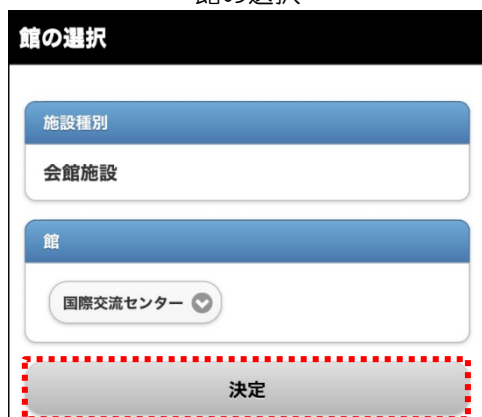 館の選択
館の選択
施設種別
会館施設
館
国際交流センター
決定